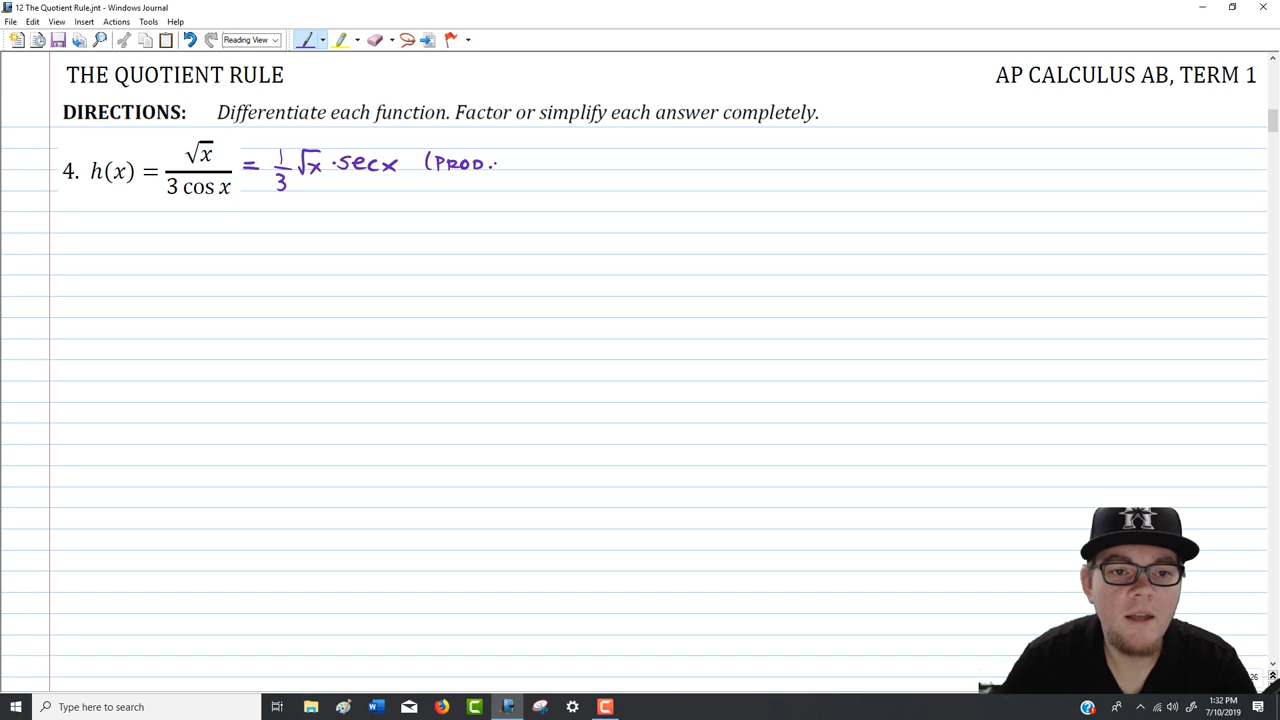 12 The Quotient Rule.jnt - Windows Journal
File Edit View Insert Actions Tools Help
Reading View
THE QUOTIENT RULE AP CALCULUS AB, TERM 1
DIRECTIONS: Differentiate each function. Factor or simplify each answer completely.
4. h(x) = √x / 3 cos x = 1/3 √x · sec x (PROD.
26
Type here to search
1:32 PM
7/10/2019